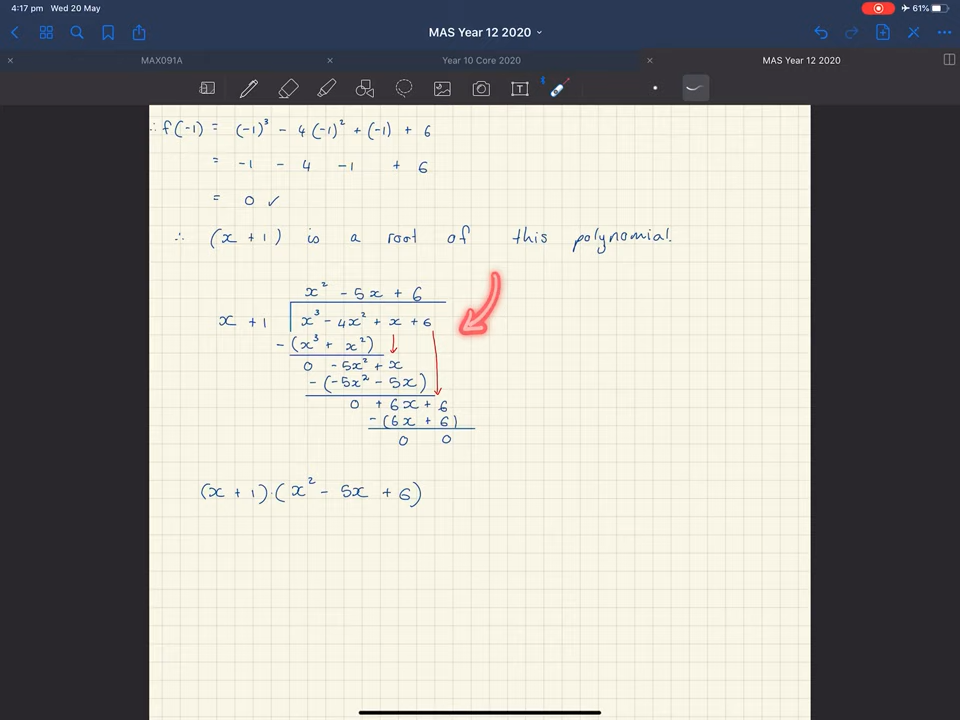 4:17 pm Wed 20 May
61%
MAS Year 12 2020
MAX091A
Year 10 Core 2020
MAS Year 12 2020
T
∴ f(-1) = (-1)³ - 4(-1)² + (-1) + 6
= -1 - 4 -1 + 6
= 0 ✓
∴ (x + 1) is a root of this polynomial.
x² - 5x + 6
x + 1 x³ - 4x² + x + 6
- (x³ + x²)
0 - 5x² + x
- (-5x² - 5x)
0 + 6x + 6
- (6x + 6)
0 0
(x + 1)·(x² - 5x + 6)